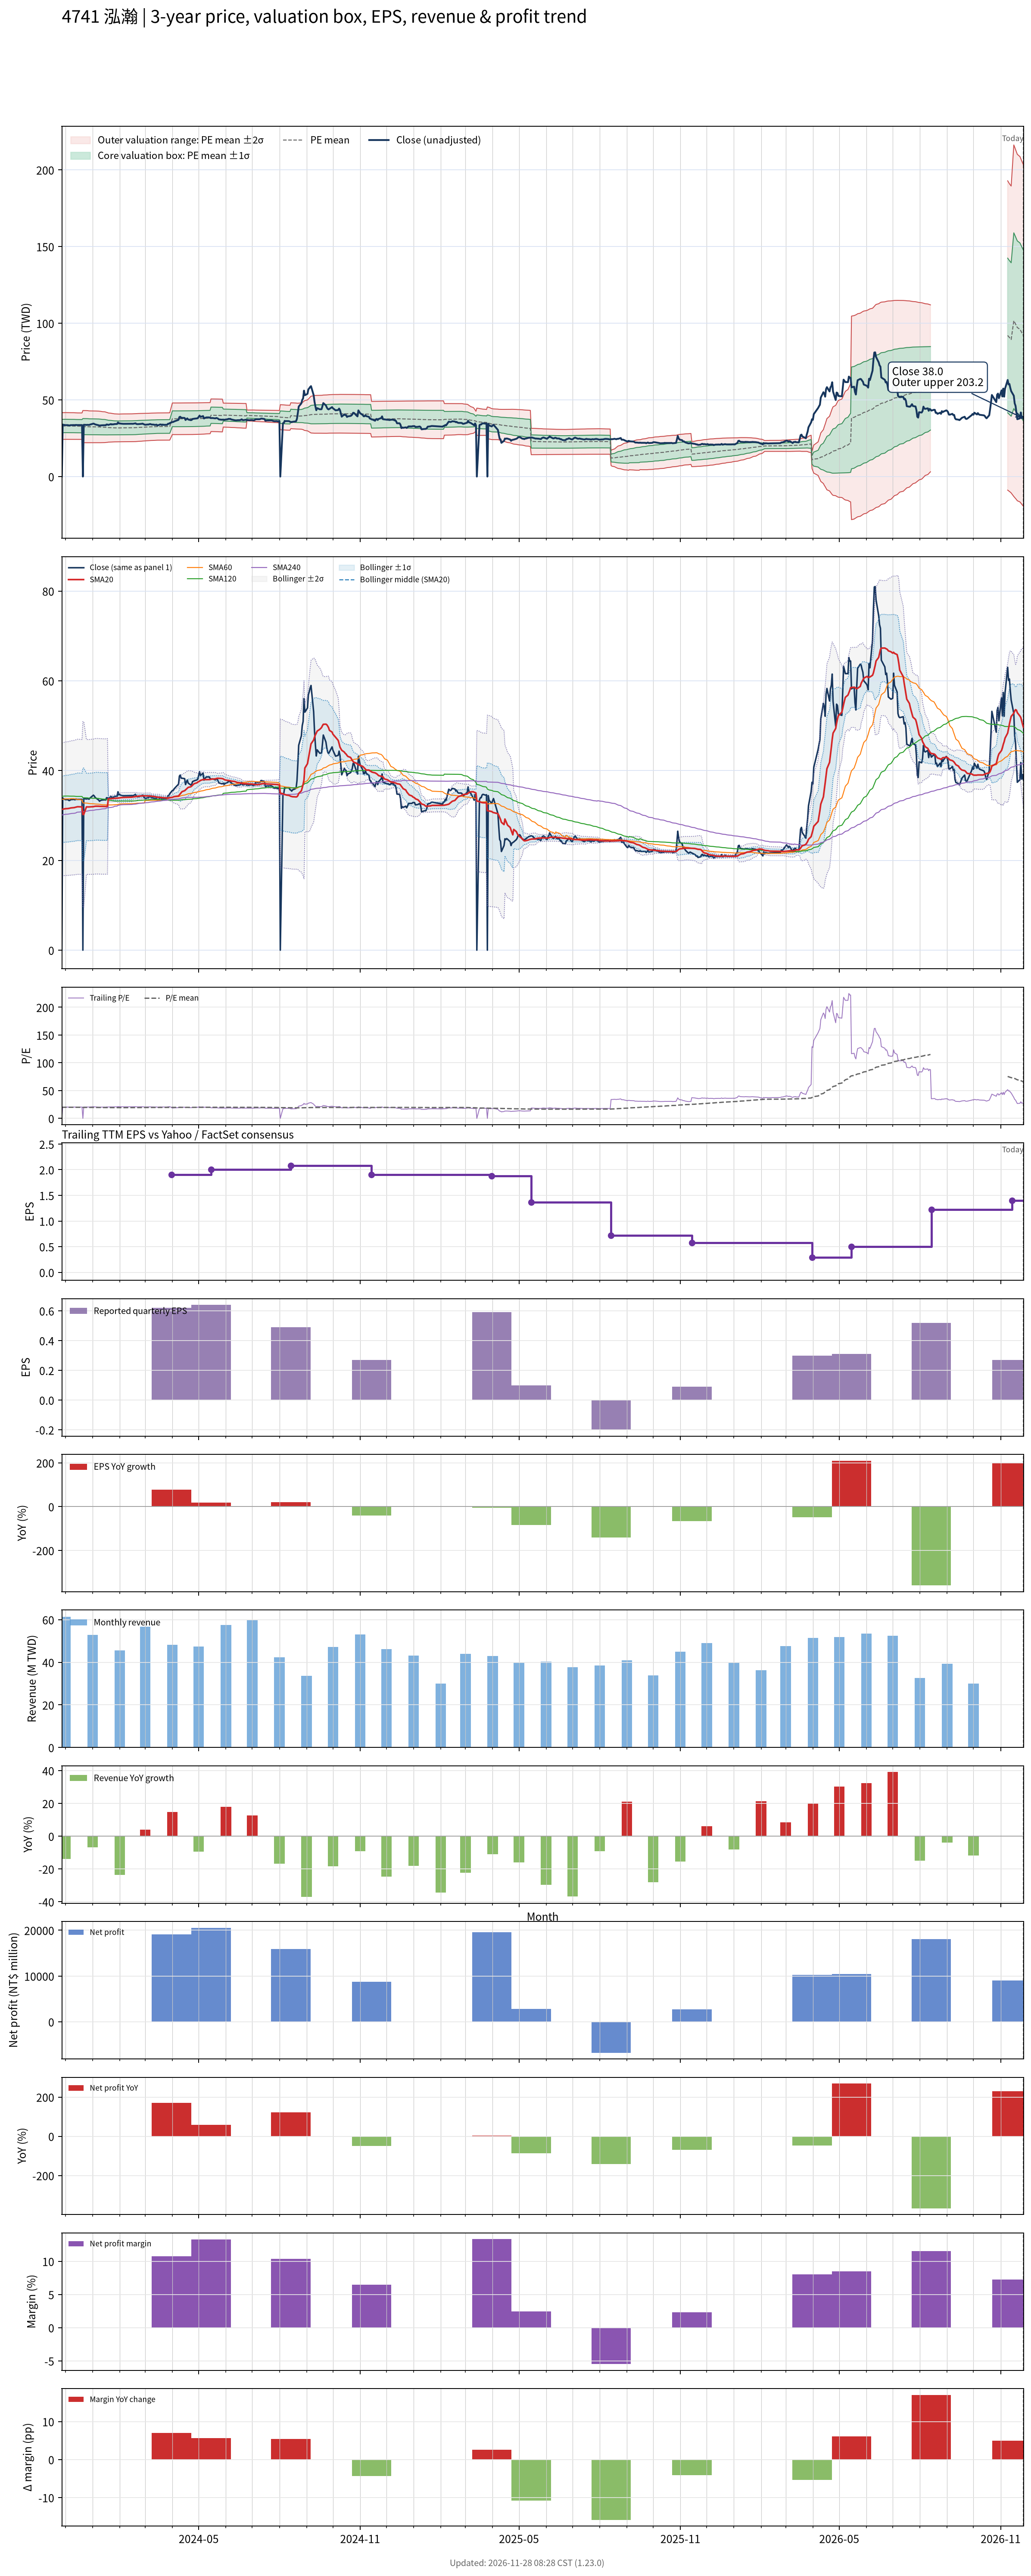 4741 泓瀚 | 3-year price, valuation box, EPS, revenue & profit trend
Outer valuation range: PE mean ±2σ
PE mean
Close (unadjusted)
Core valuation box: PE mean ±1σ
Today
200
150
100
50
0
Price (TWD)
Close 38.0
Outer upper 203.2
Close (same as panel 1)
SMA20
SMA60
SMA120
SMA240
Bollinger ±2σ
Bollinger ±1σ
Bollinger middle (SMA20)
80
60
40
20
0
Price
Trailing P/E
P/E mean
200
150
100
50
0
P/E
Trailing TTM EPS vs Yahoo / FactSet consensus
Today
2.5
2.0
1.5
1.0
0.5
0.0
EPS
Reported quarterly EPS
0.6
0.4
0.2
0.0
-0.2
EPS
EPS YoY growth
200
0
-200
YoY (%)
Monthly revenue
60
40
20
0
Revenue (M TWD)
Revenue YoY growth
40
20
0
-20
-40
YoY (%)
Month
Net profit
20000
10000
0
Net profit (NT$ million)
Net profit YoY
200
0
-200
YoY (%)
Net profit margin
10
5
0
-5
Margin (%)
Margin YoY change
10
0
-10
Δ margin (pp)
2024-05
2024-11
2025-05
2025-11
2026-05
2026-11
Updated: 2026-11-28 08:28 CST (1.23.0)